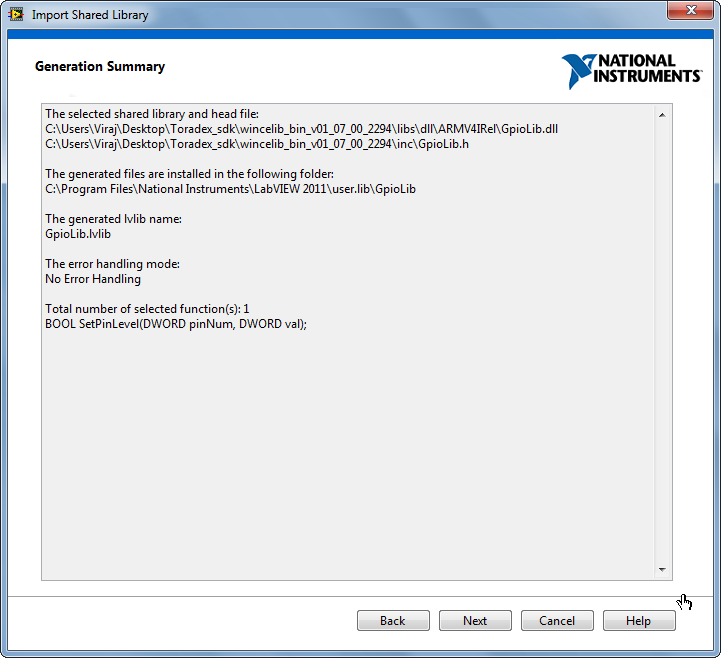 Import Shared Library
Generation Summary
NATIONAL
INSTRUMENTS
The selected shared library and head file:
C:\Users\Viraj\Desktop\Toradex_sdk\wincelib_bin_v01_07_00_2294\libs\dll\ARMV4IRel\GpioLib.dll
C:\Users\Viraj\Desktop\Toradex_sdk\wincelib_bin_v01_07_00_2294\inc\GpioLib.h
The generated files are installed in the following folder:
C:\Program Files\National Instruments\LabVIEW 2011\user.lib\GpioLib
The generated lvlib name:
GpioLib.lvlib
The error handling mode:
No Error Handling
Total number of selected function(s): 1
BOOL SetPinLevel(DWORD pinNum, DWORD val);
Back Next Cancel Help